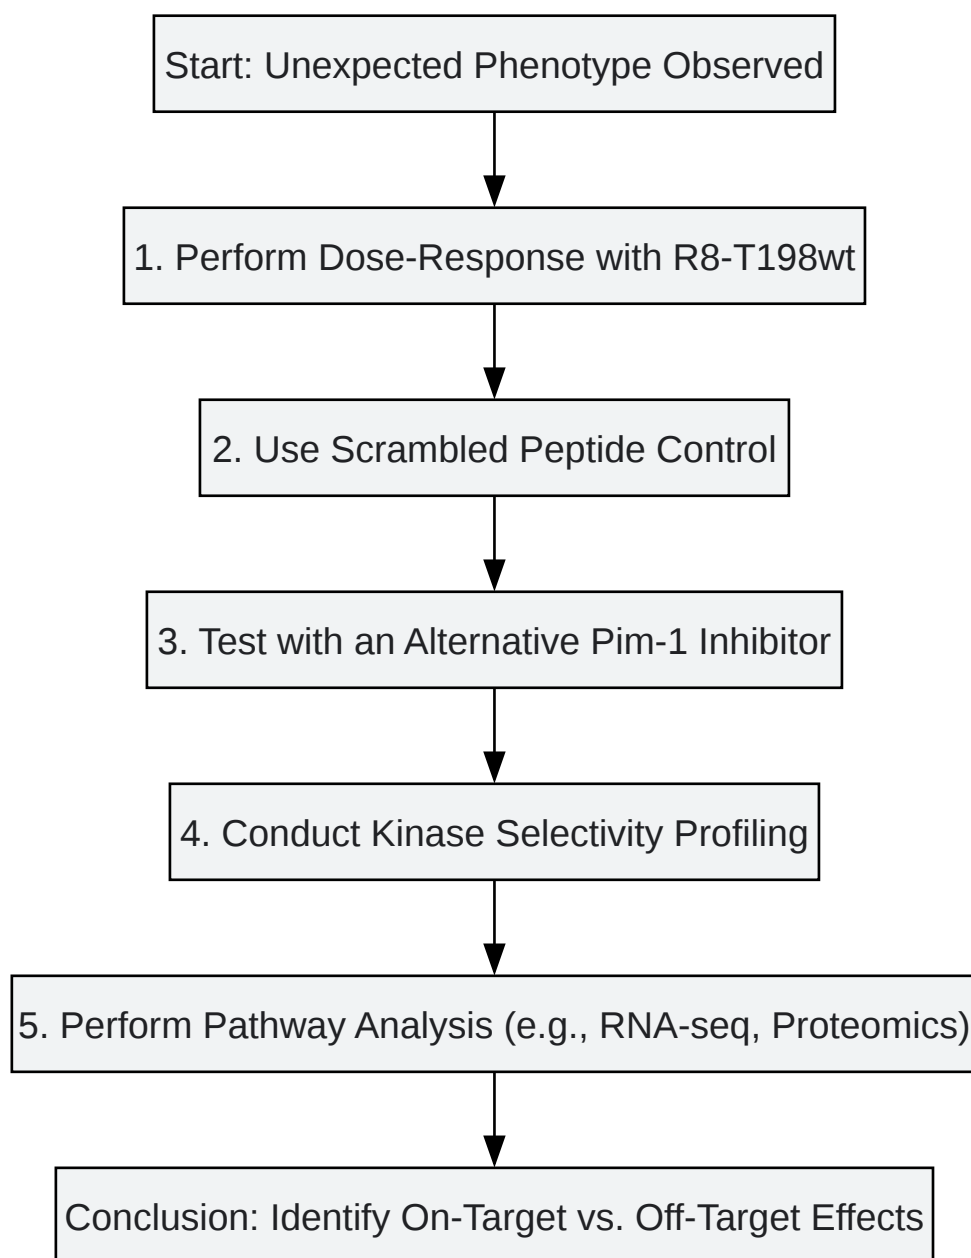 Start: Unexpected Phenotype Observed
1. Perform Dose-Response with R8-T198wt
2. Use Scrambled Peptide Control
3. Test with an Alternative Pim-1 Inhibitor
4. Conduct Kinase Selectivity Profiling
5. Perform Pathway Analysis (e.g., RNA-seq, Proteomics)
Conclusion: Identify On-Target vs. Off-Target Effects